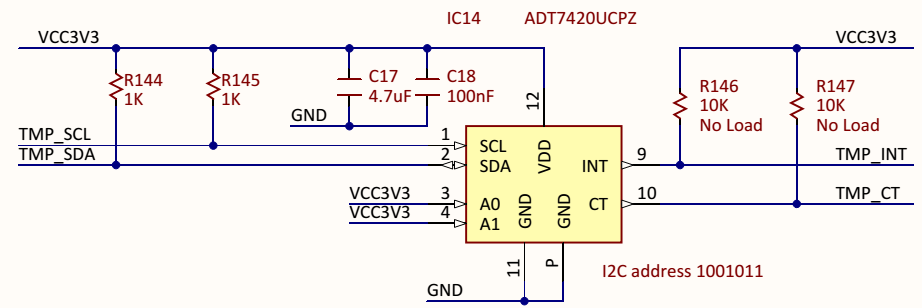 IC14 ADT7420UCPZ
VCC3V3
VCC3V3
R144
1K
R145
1K
C17
4.7uF
C18
100nF
R146
10K
No Load
R147
10K
No Load
GND
12
TMP_SCL
1
SCL
TMP_SDA
2
SDA
VDD
INT
9
TMP_INT
VCC3V3
3
A0
VCC3V3
4
A1
GND
GND
CT
10
TMP_CT
11
P
I2C address 1001011
GND